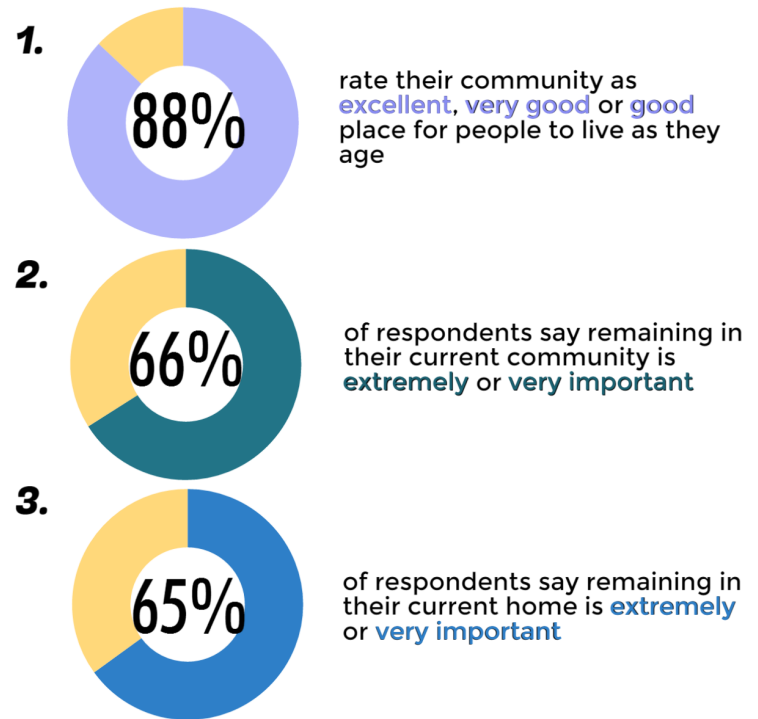 1.
88%
rate their community as
excellent, very good or good
place for people to live as they
age
2.
66%
of respondents say remaining in
their current community is
extremely or very important
3.
65%
of respondents say remaining in
their current home is extremely
or very important